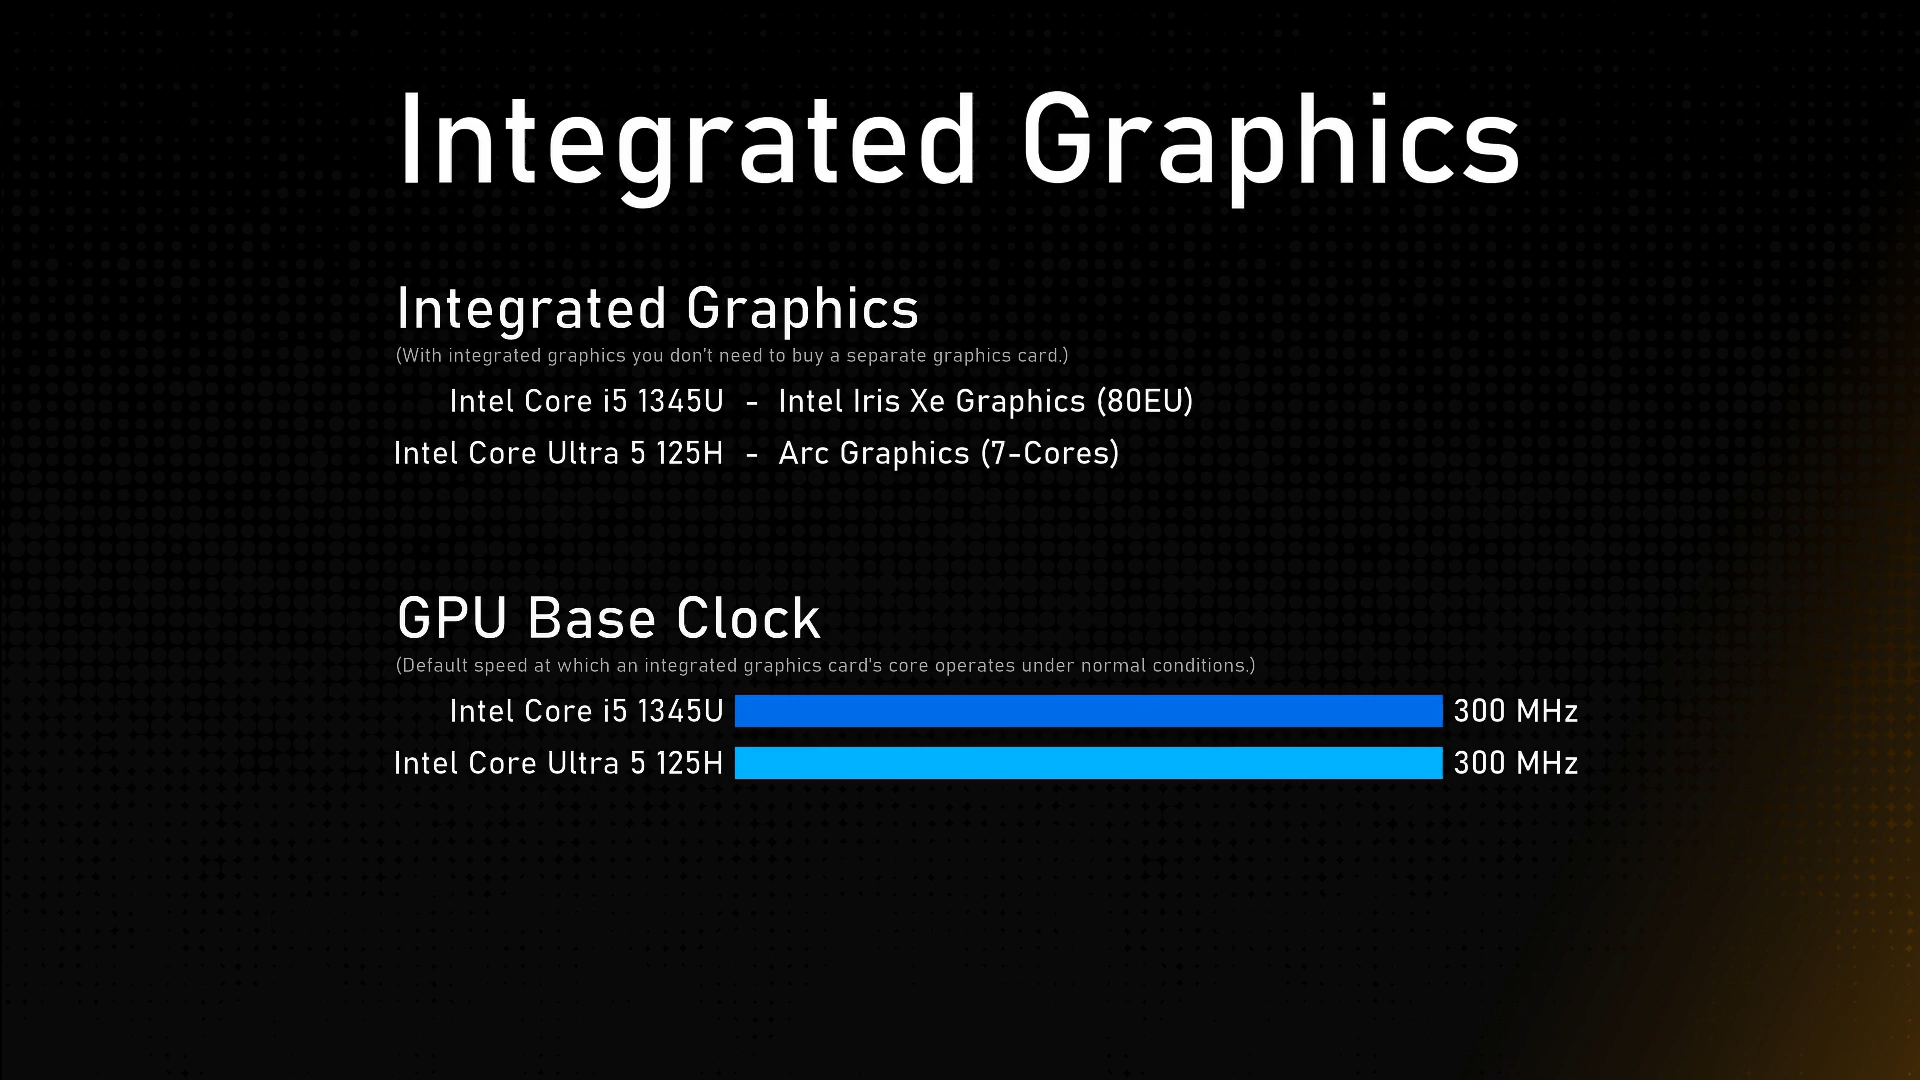 Integrated Graphics
Integrated Graphics
(With integrated graphics you don't need to buy a separate graphics card.)
Intel Core i5 1345U - Intel Iris Xe Graphics (80EU)
Intel Core Ultra 5 125H - Arc Graphics (7-Cores)
GPU Base Clock
(Default speed at which an integrated graphics card's core operates under normal conditions.)
Intel Core i5 1345U 300 MHz
Intel Core Ultra 5 125H 300 MHz